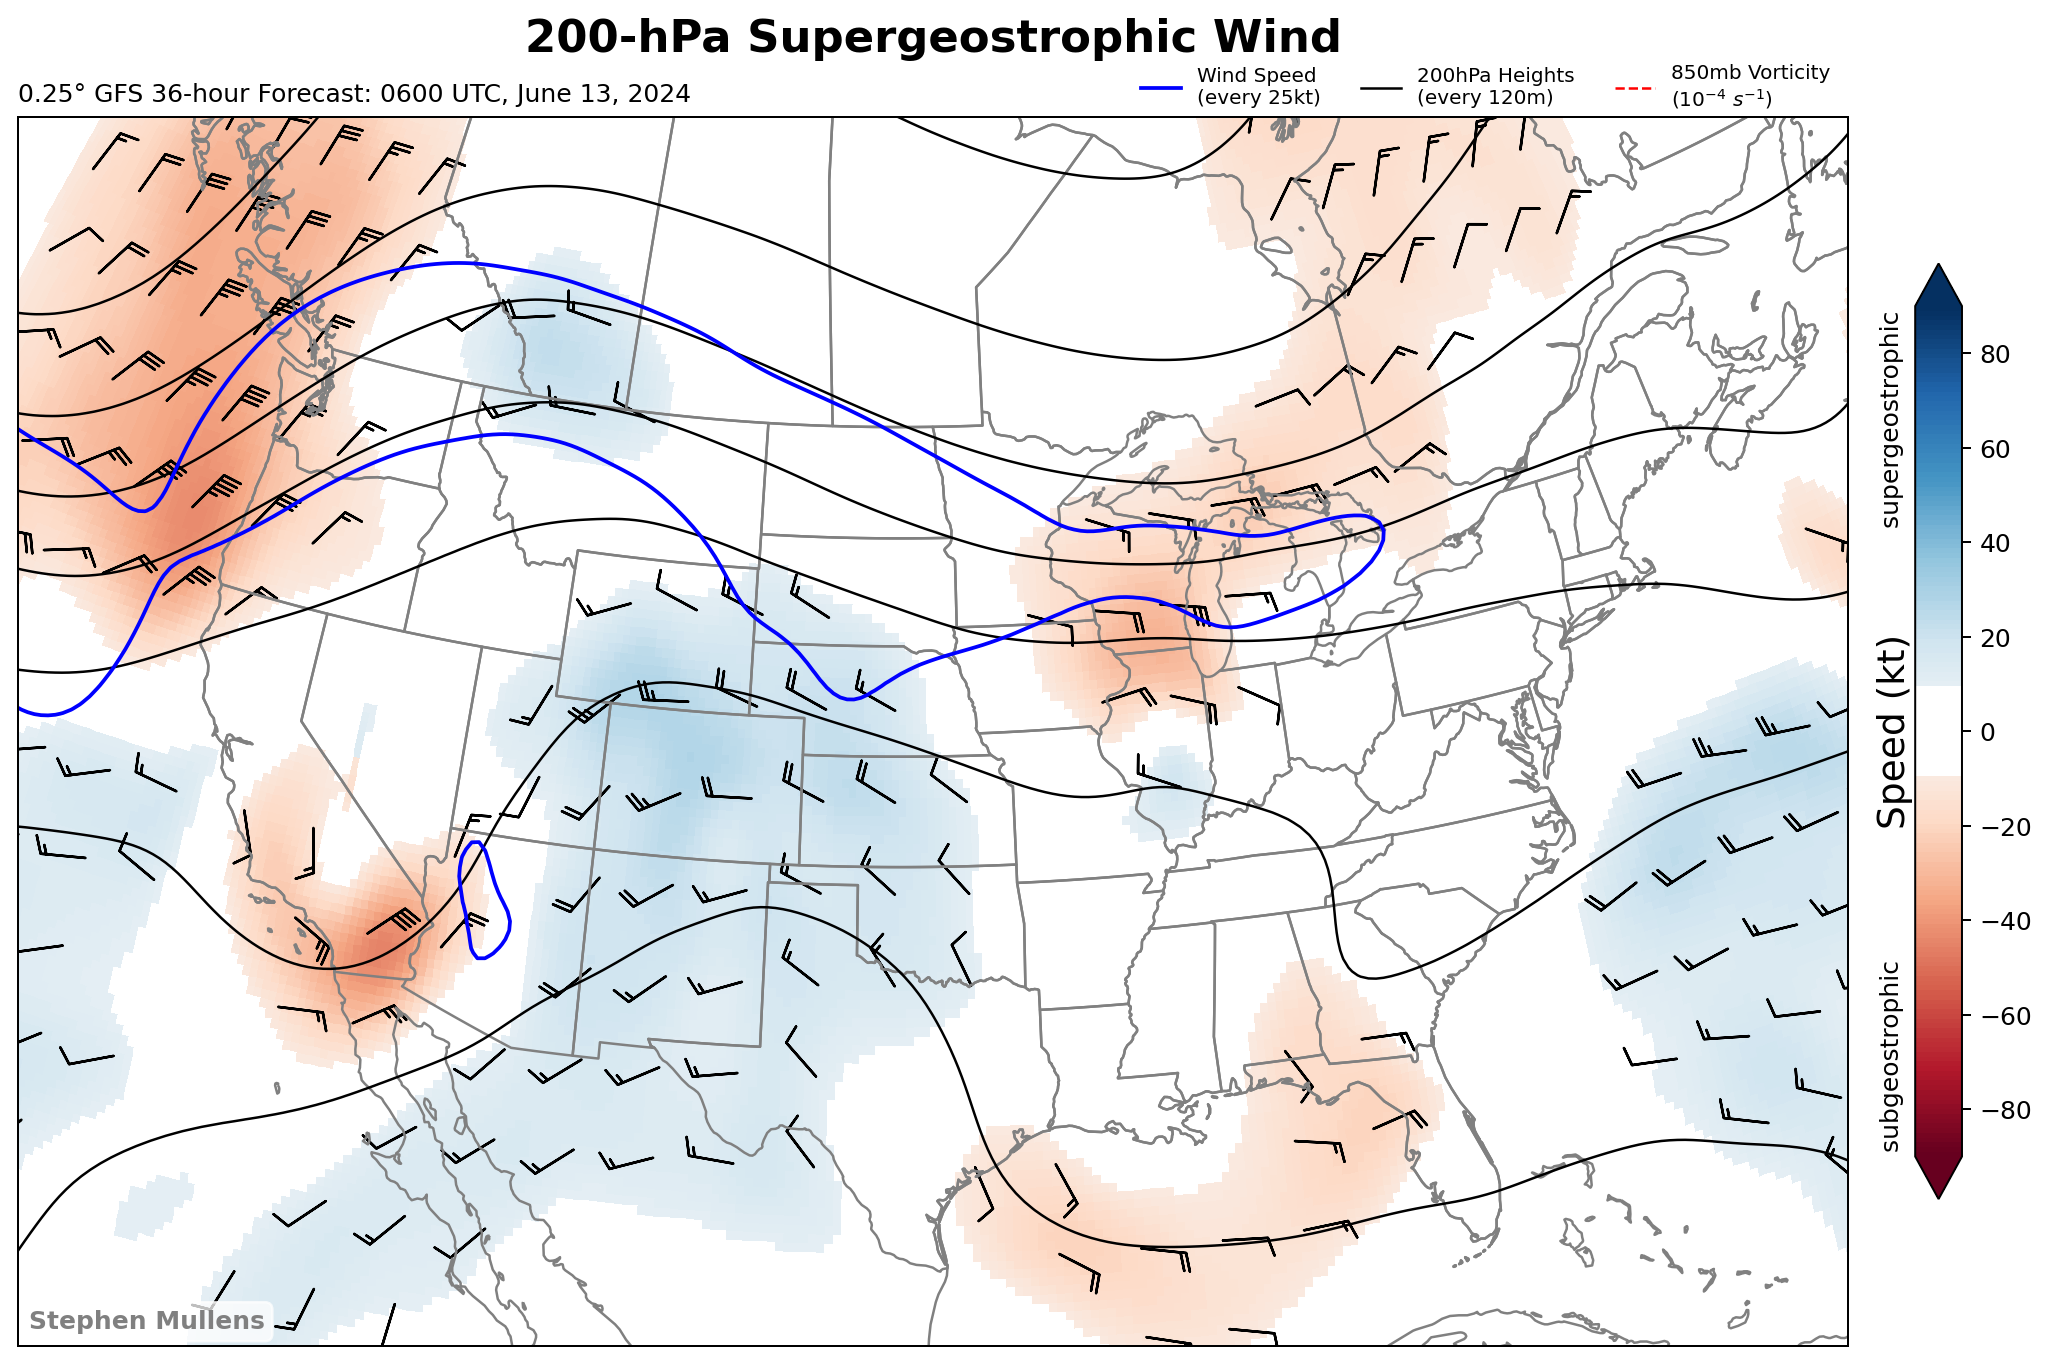 200-hPa Supergeostrophic Wind
0.25° GFS 36-hour Forecast: 0600 UTC, June 13, 2024
Wind Speed
(every 25kt)
200hPa Heights
(every 120m)
850mb Vorticity
(10⁻⁴ s⁻¹)
supergeostrophic
Speed (kt)
subgeostrophic
80
60
40
20
0
−20
−40
−60
−80
Stephen Mullens